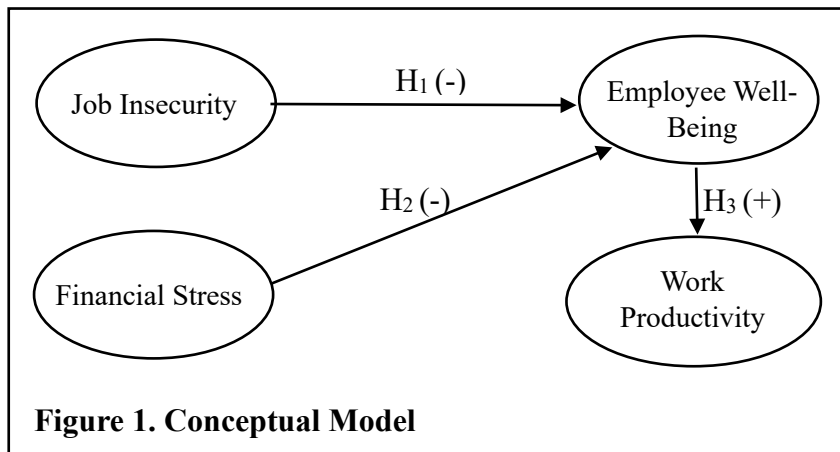 H₁ (-)
Job Insecurity
Employee Well-
Being
H₂ (-)
H₃ (+)
Financial Stress
Work
Productivity
Figure 1. Conceptual Model